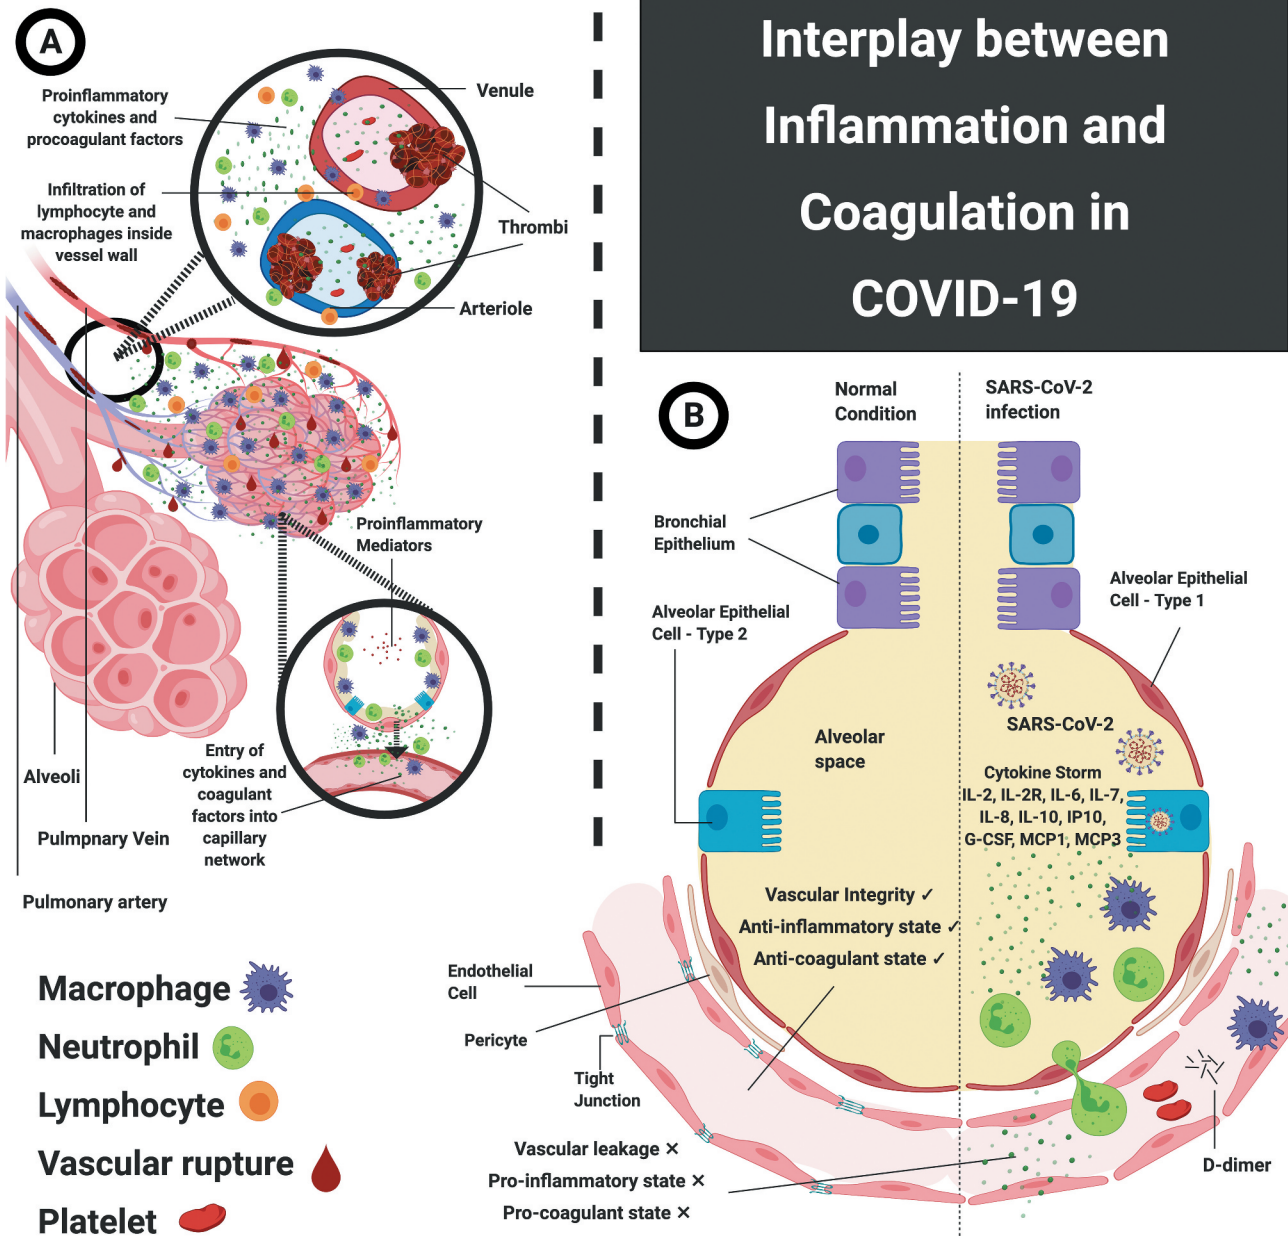 A
Proinflammatory
cytokines and
procoagulant factors
Infiltration of
lymphocyte and
macrophages inside
vessel wall
Venule
Thrombi
Arteriole
Proinflammatory
Mediators
Entry of
cytokines and
coagulant
factors into
capillary
network
Alveoli
Pulmpnary Vein
Pulmonary artery
Macrophage
Neutrophil
Lymphocyte
Vascular rupture
Platelet
Interplay between
Inflammation and
Coagulation in
COVID-19
B
Normal
Condition
SARS-CoV-2
infection
Bronchial
Epithelium
Alveolar Epithelial
Cell - Type 2
Alveolar Epithelial
Cell - Type 1
SARS-CoV-2
Alveolar
space
Cytokine Storm
IL-2, IL-2R, IL-6, IL-7,
IL-8, IL-10, IP10,
G-CSF, MCP1, MCP3
Vascular Integrity ✓
Anti-inflammatory state ✓
Anti-coagulant state ✓
Endothelial
Cell
Pericyte
Tight
Junction
Vascular leakage ✕
Pro-inflammatory state ✕
Pro-coagulant state ✕
D-dimer